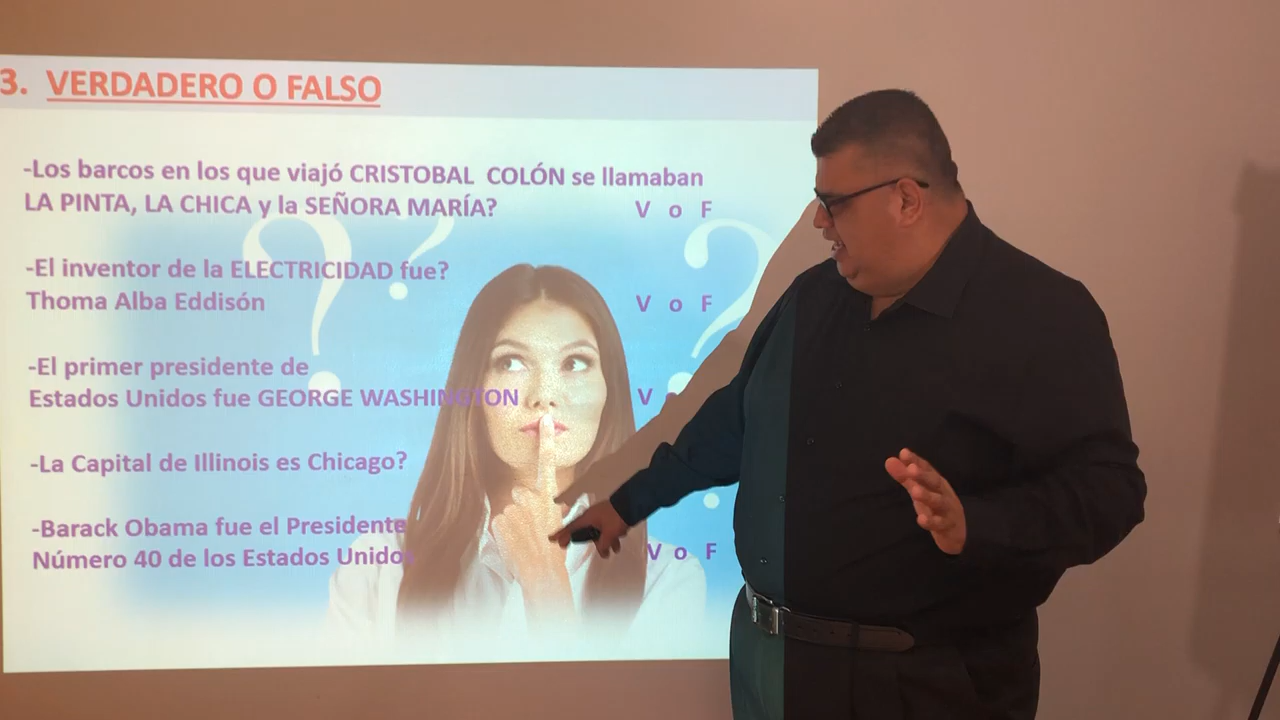 3. VERDADERO O FALSO
-Los barcos en los que viajó CRISTOBAL COLÓN se llamaban
LA PINTA, LA CHICA y la SEÑORA MARÍA? V o F
-El inventor de la ELECTRICIDAD fue?
Thoma Alba Eddisón V o F
-El primer presidente de
Estados Unidos fue GEORGE WASHINGTON V
-La Capital de Illinois es Chicago?
-Barack Obama fue el Presidente
Número 40 de los Estados Unidos V o F